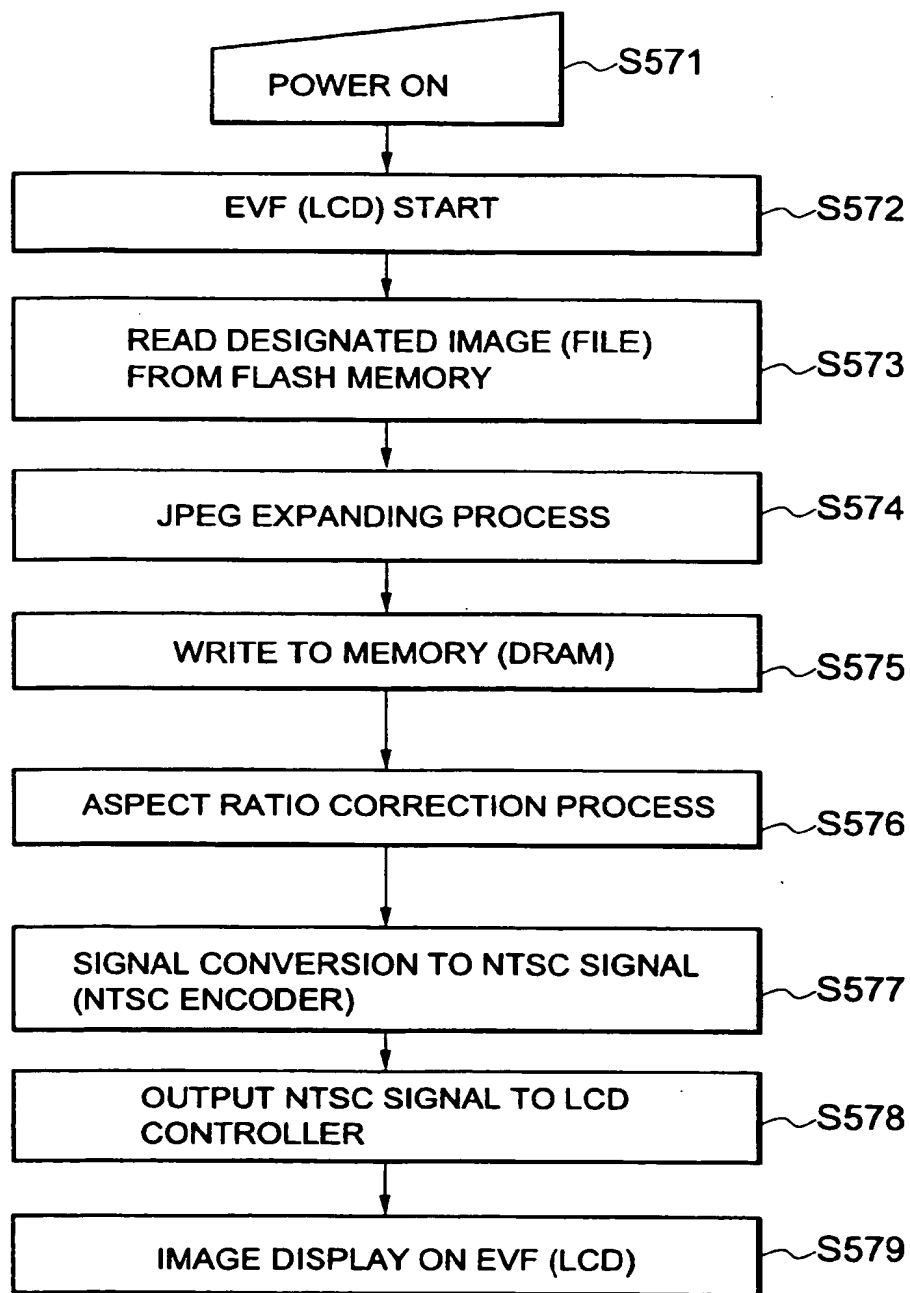 POWER ON
S571
EVF (LCD) START
S572
READ DESIGNATED IMAGE (FILE)
FROM FLASH MEMORY
S573
JPEG EXPANDING PROCESS
S574
WRITE TO MEMORY (DRAM)
S575
ASPECT RATIO CORRECTION PROCESS
S576
SIGNAL CONVERSION TO NTSC SIGNAL
(NTSC ENCODER)
S577
OUTPUT NTSC SIGNAL TO LCD
CONTROLLER
S578
IMAGE DISPLAY ON EVF (LCD)
S579